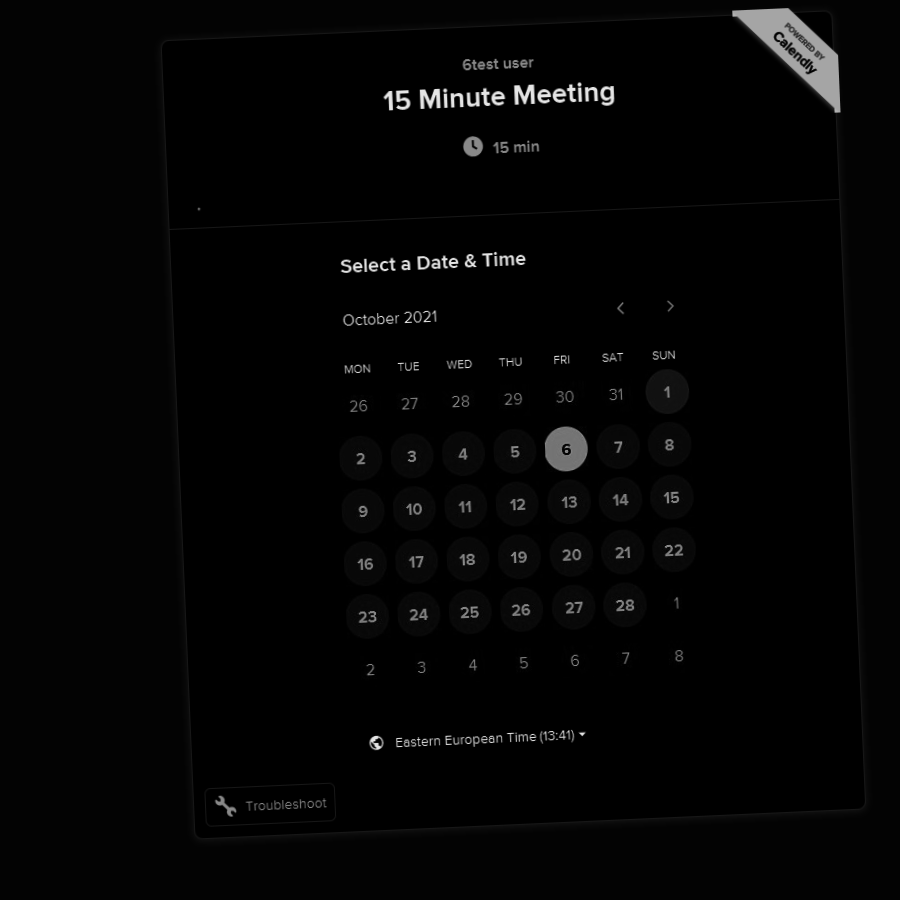 POWERED BY
Calendly
6test user
15 Minute Meeting
15 min
Select a Date & Time
October 2021
MON TUE WED THU FRI SAT SUN
26 27 28 29 30 31 1
2 3 4 5 6 7 8
9 10 11 12 13 14 15
16 17 18 19 20 21 22
23 24 25 26 27 28 1
2 3 4 5 6 7 8
Eastern European Time (13:41)
Troubleshoot